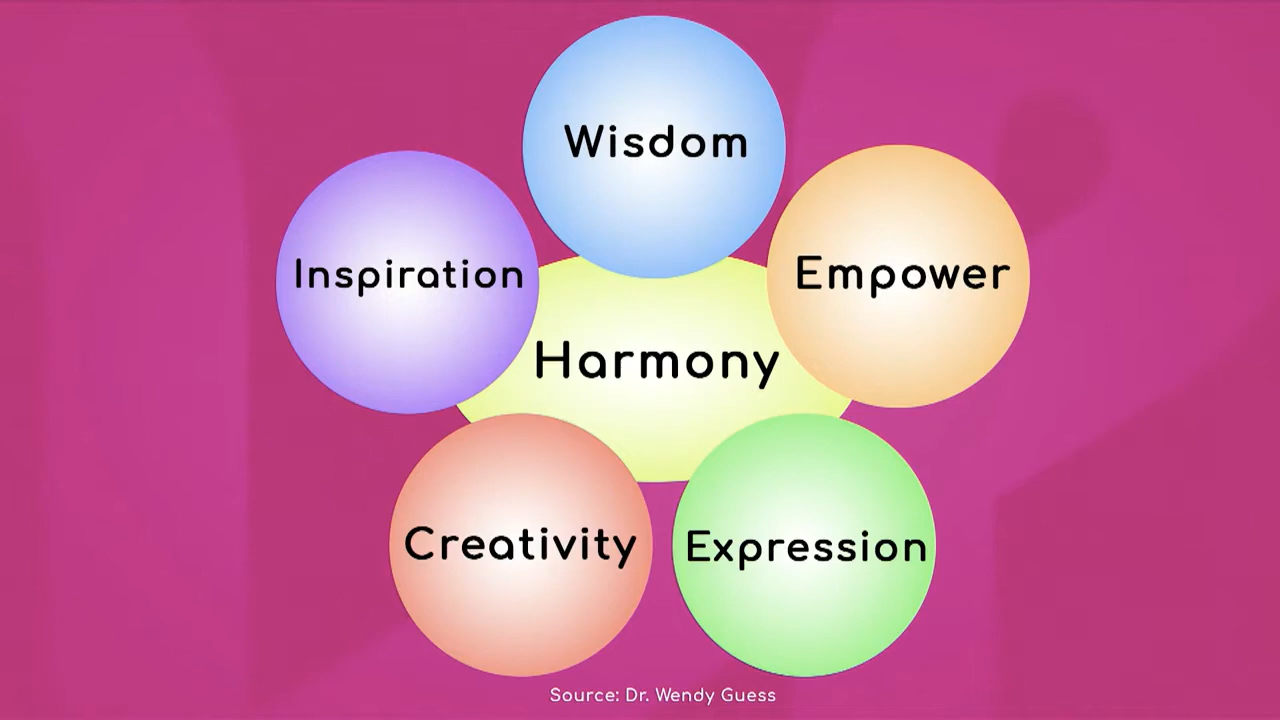 Wisdom
Inspiration
Empower
Harmony
Creativity
Expression
Source: Dr. Wendy Guess